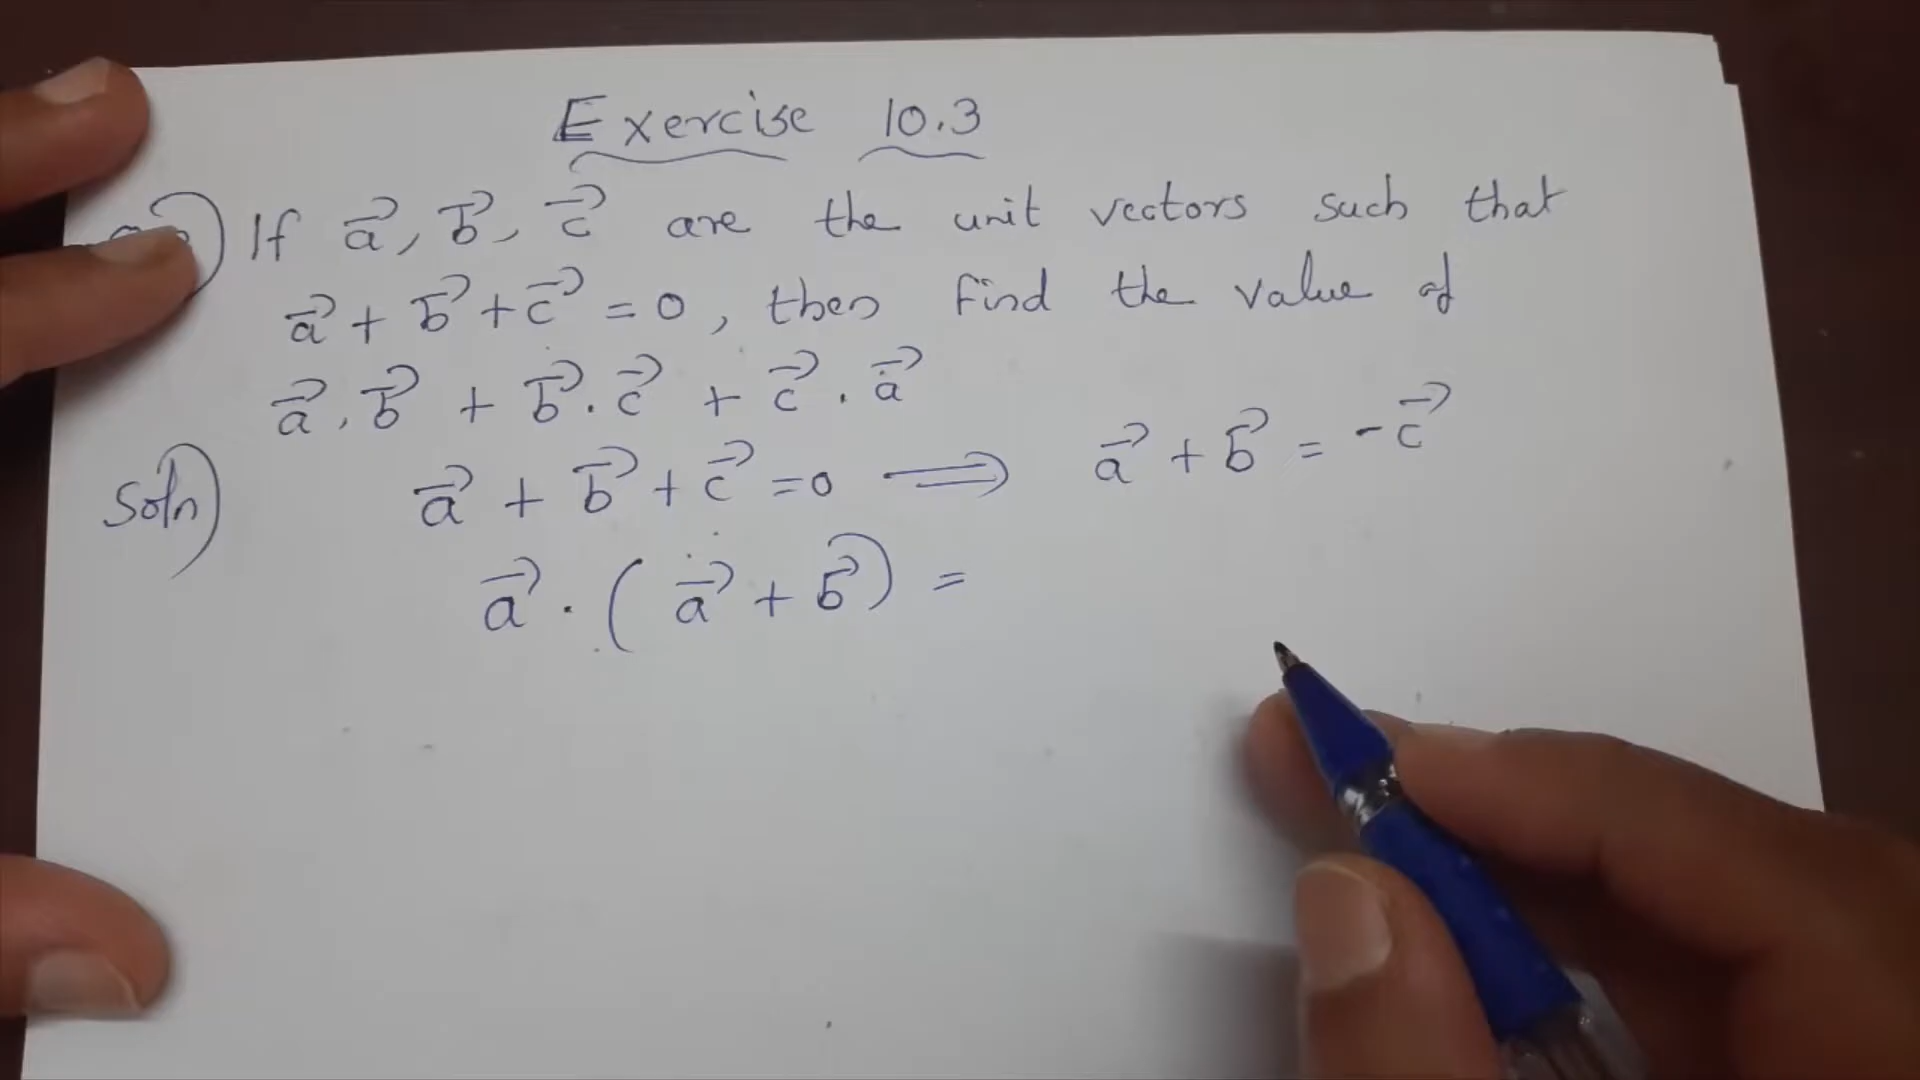 Exercise 10.3
If a⃗, b⃗, c⃗ are the unit vectors such that
a⃗ + b⃗ + c⃗ = 0, then find the value of
a⃗ . b⃗ + b⃗ . c⃗ + c⃗ . a⃗
Soln) a⃗ + b⃗ + c⃗ = 0 ⟹ a⃗ + b⃗ = -c⃗
a⃗ . ( a⃗ + b⃗ ) =